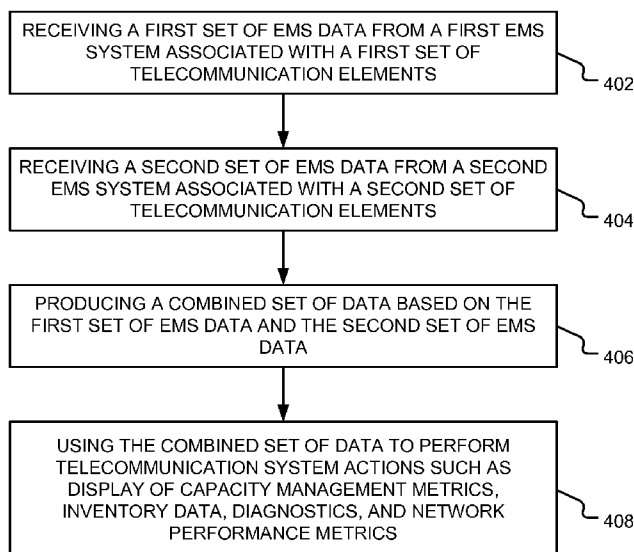 RECEIVING A FIRST SET OF EMS DATA FROM A FIRST EMS
SYSTEM ASSOCIATED WITH A FIRST SET OF
TELECOMMUNICATION ELEMENTS
402
RECEIVING A SECOND SET OF EMS DATA FROM A SECOND
EMS SYSTEM ASSOCIATED WITH A SECOND SET OF
TELECOMMUNICATION ELEMENTS
404
PRODUCING A COMBINED SET OF DATA BASED ON THE
FIRST SET OF EMS DATA AND THE SECOND SET OF EMS
DATA
406
USING THE COMBINED SET OF DATA TO PERFORM
TELECOMMUNICATION SYSTEM ACTIONS SUCH AS
DISPLAY OF CAPACITY MANAGEMENT METRICS,
INVENTORY DATA, DIAGNOSTICS, AND NETWORK
PERFORMANCE METRICS
408